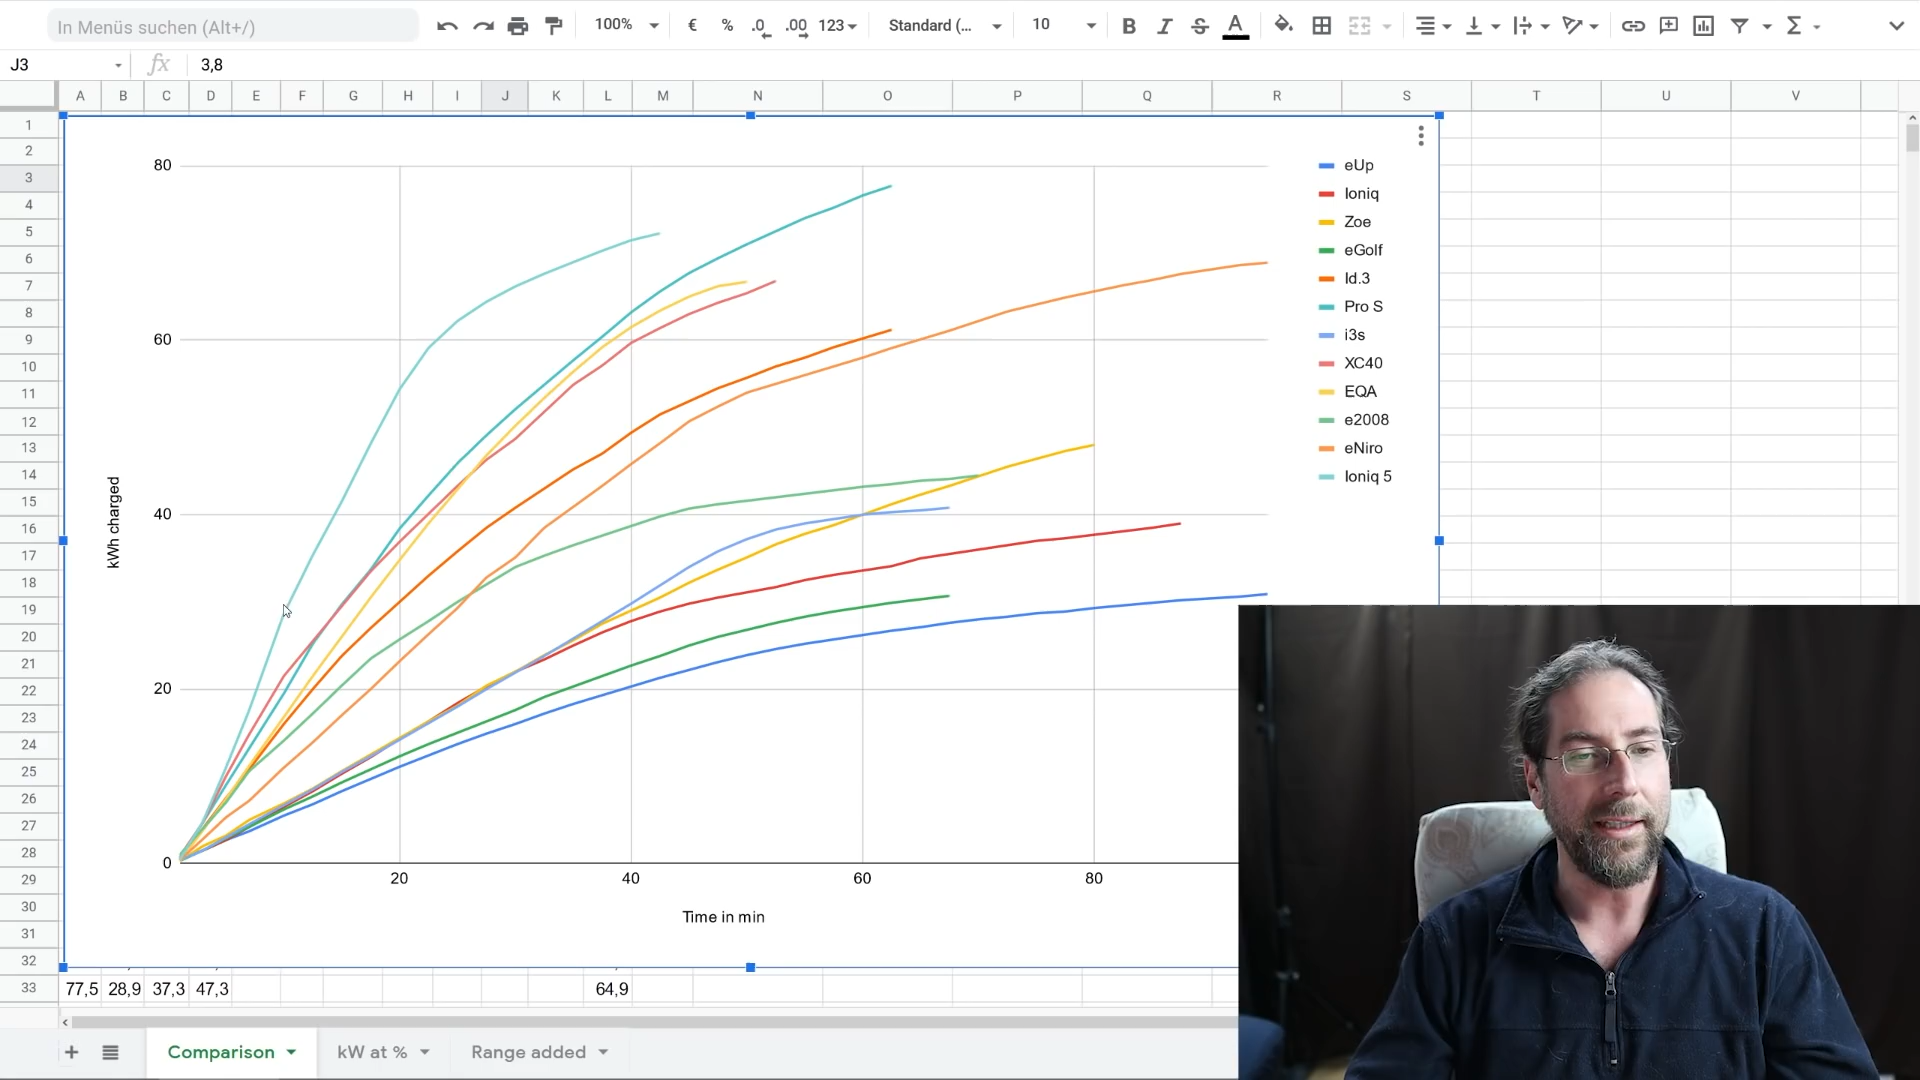 In Menüs suchen (Alt+/)
100%
€
%
.0
.00
123
Standard (...
10
B
I
S
A
J3
fx
3,8
A B C D E F G H I J K L M N O P Q R S T U V
1
2
3
4
5
6
7
8
9
10
11
12
13
14
15
16
17
18
19
20
21
22
23
24
25
26
27
28
29
30
31
32
33
77,5 28,9 37,3 47,3 64,9
80
60
40
20
0
kWh charged
20 40 60 80
Time in min
eUp
Ioniq
Zoe
eGolf
Id.3
Pro S
i3s
XC40
EQA
e2008
eNiro
Ioniq 5
Comparison
kW at %
Range added